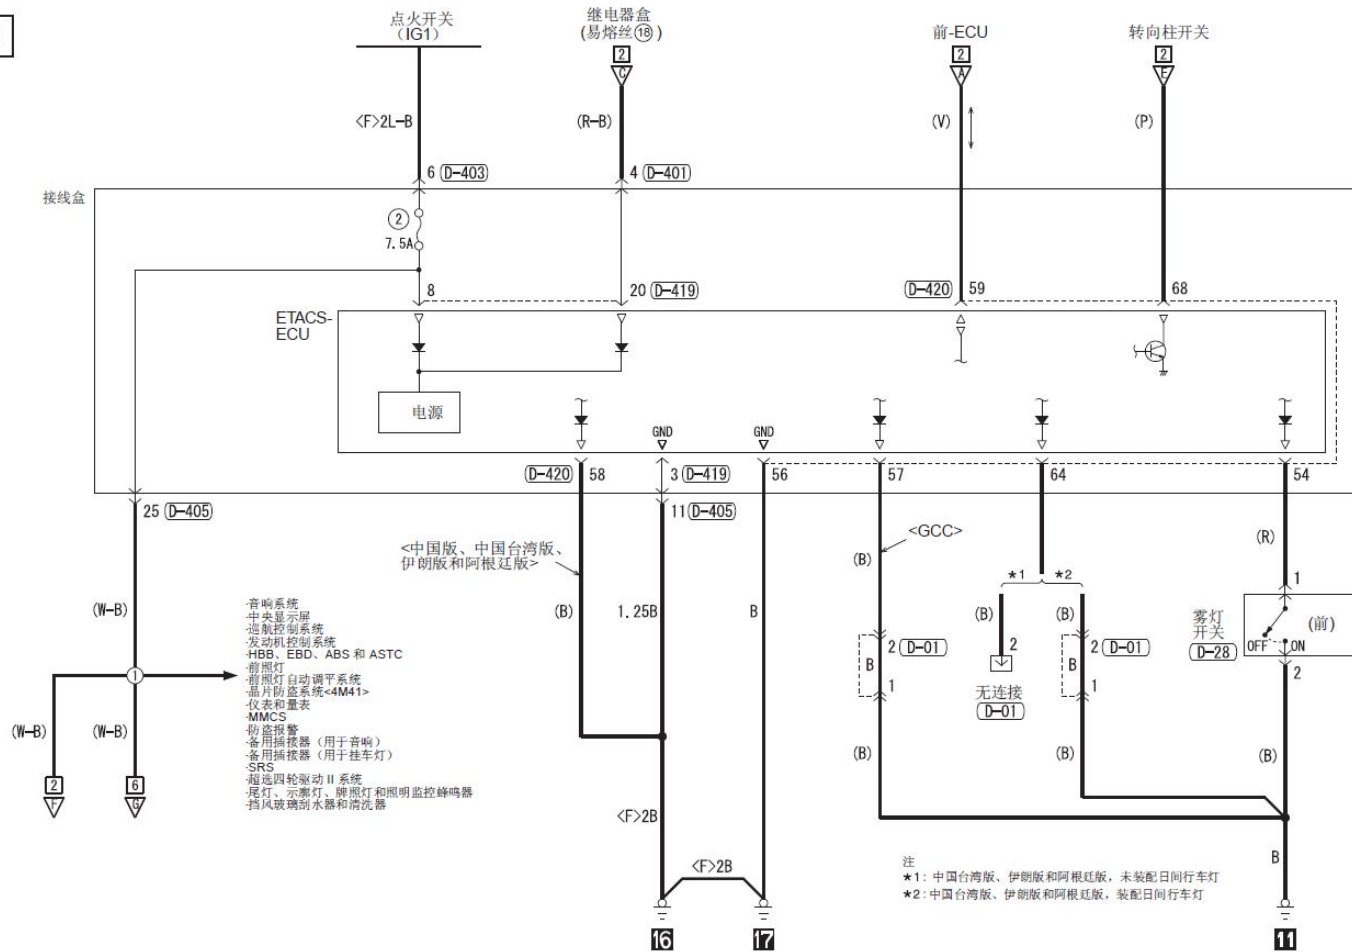 点火开关
（IG1）
继电器盒
(易熔丝⑱)
前-ECU
转向柱开关
2
C
2
A
2
E
<F>2L-B
(R-B)
(V)
(P)
6 D-403
4 D-401
接线盒
②
7.5A
8
20 D-419
D-420 59
68
ETACS-
ECU
电源
GND
GND
D-420 58
3 D-419
56
57
64
54
25 D-405
11 D-405
<中国版、中国台湾版、
伊朗版和阿根廷版>
<GCC>
(B)
(R)
*1 *2
1
(W-B)
(B)
1.25B
B
(B)
(B)
雾灯
开关
D-28
(前)
OFF
ON
2
·音响系统
·中央显示屏
·巡航控制系统
·发动机控制系统
·HBB、EBD、ABS 和 ASTC
·前照灯
·前照灯自动调平系统
·晶片防盗系统<4M41>
·仪表和量表
·MMCS
·防盗报警
·备用插接器（用于音响）
·备用插接器（用于挂车灯）
·SRS
·超选四轮驱动 II 系统
·尾灯、示廓灯、牌照灯和照明监控蜂鸣器
·挡风玻璃刮水器和清洗器
1
2 D-01
B
1
2
无连接
D-01
2 D-01
B
1
(W-B)
(W-B)
(B)
(B)
(B)
2
F
6
G
<F>2B
<F>2B
B
注
*1：中国台湾版、伊朗版和阿根廷版，未装配日间行车灯
*2：中国台湾版、伊朗版和阿根廷版，装配日间行车灯
16
17
11